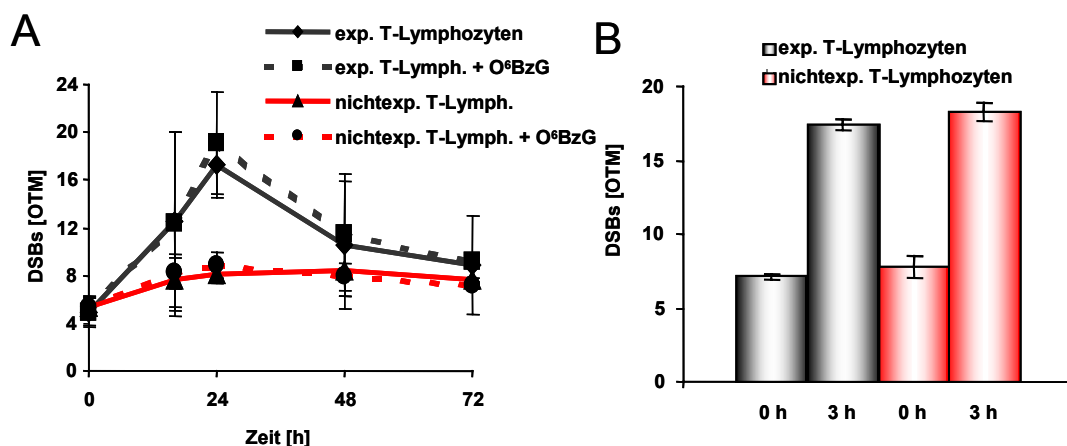 A
exp. T-Lymphozyten
exp. T-Lymph. + O⁶BzG
nichtexp. T-Lymph.
nichtexp. T-Lymph. + O⁶BzG
DSBs [OTM]
24
20
16
12
8
4
0
0 24 48 72
Zeit [h]
B
exp. T-Lymphozyten
nichtexp. T-Lymphozyten
DSBs [OTM]
20
15
10
5
0
0 h 3 h 0 h 3 h